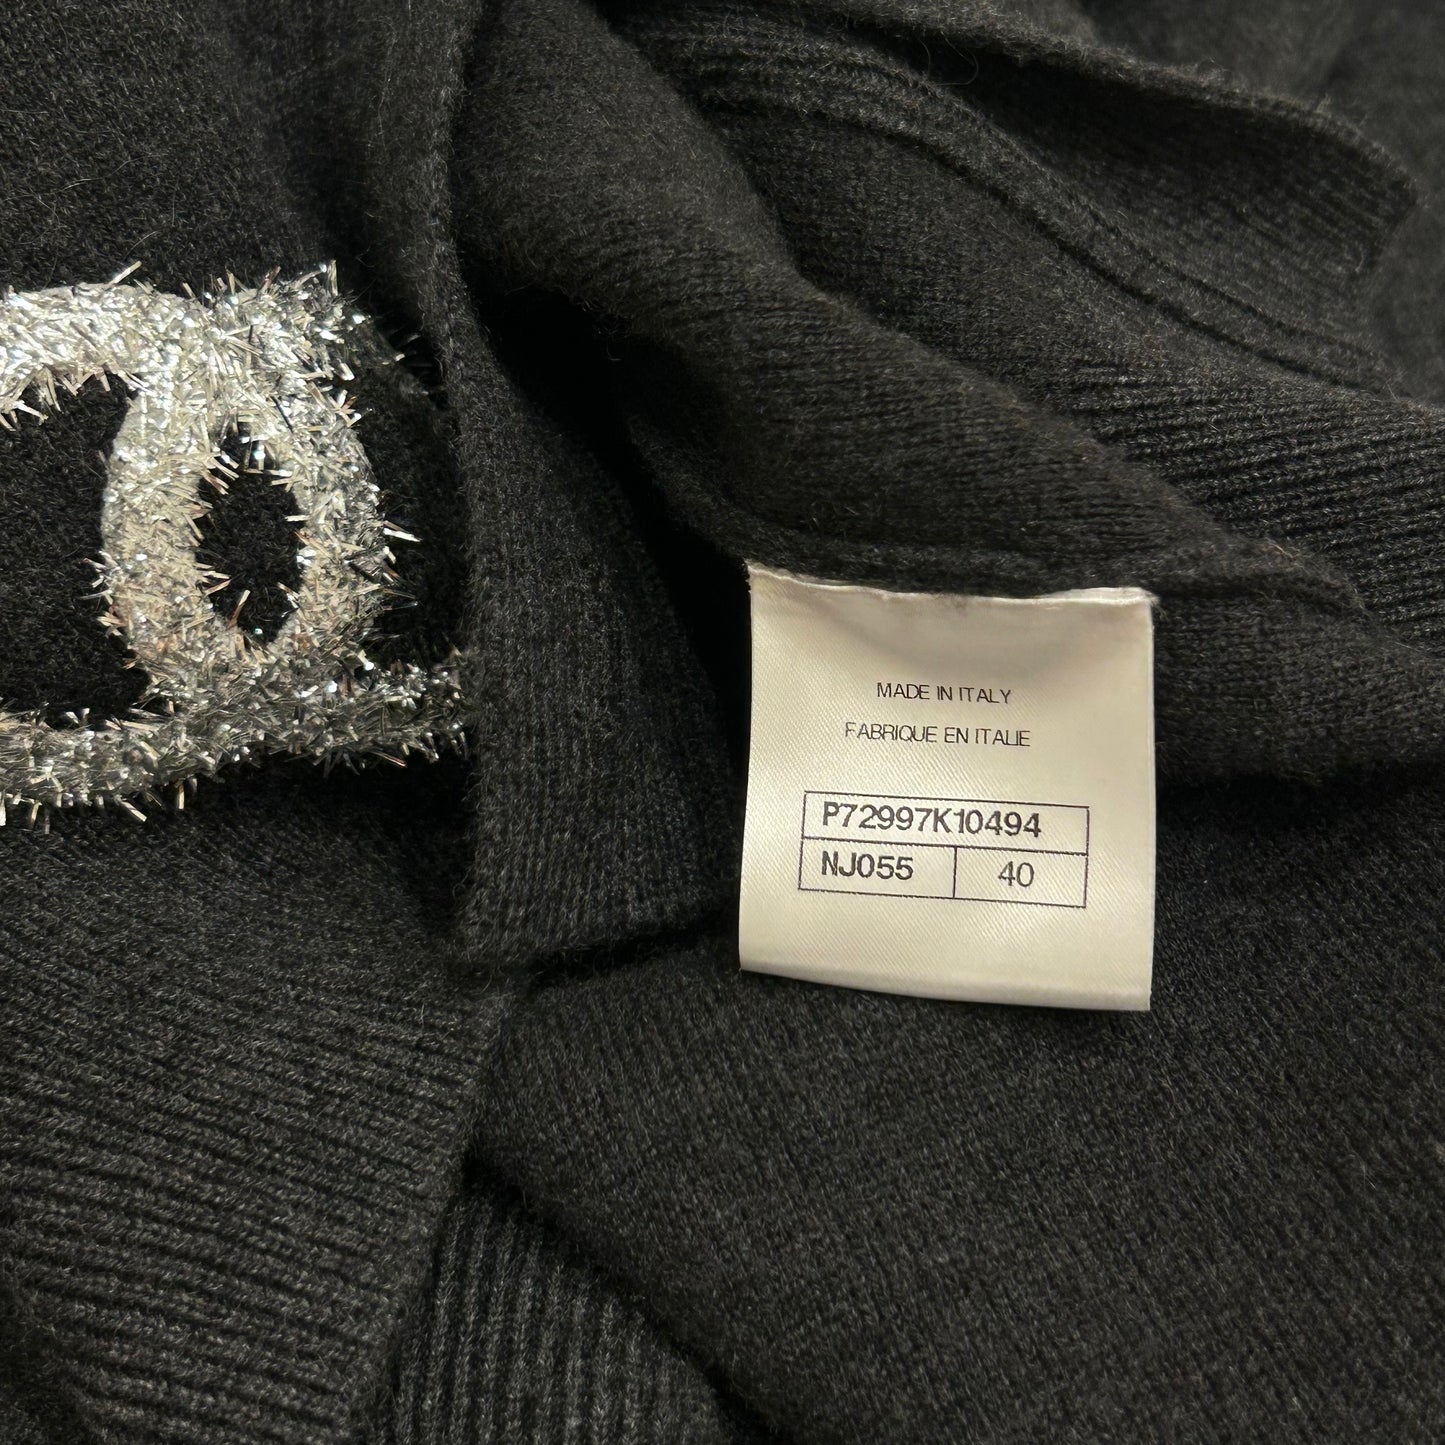 MADE IN ITALY
FABRIQUE EN ITALIE
P72997K10494
NJ055 40